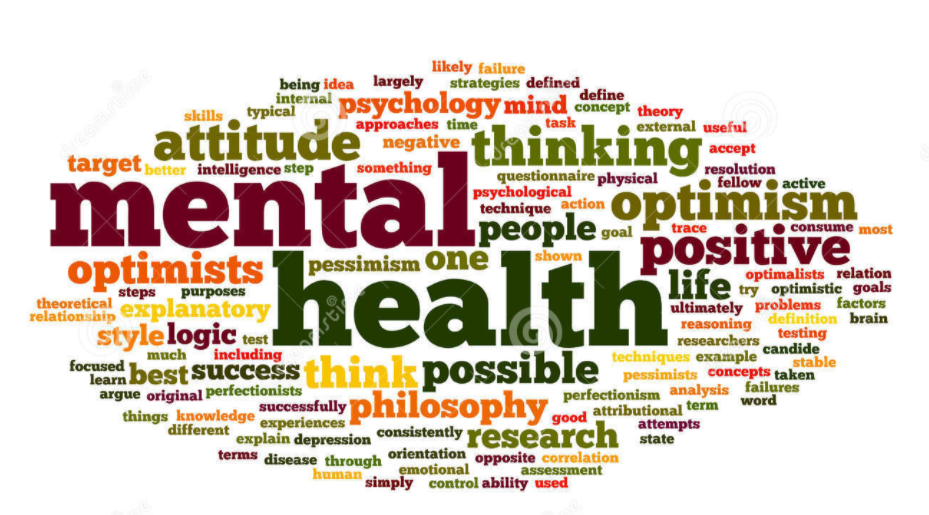 likely failure
being idea largely strategies defined
internal psychology mind define
skills typical concept theory
attitude approaches time task external useful
negative thinking accept
target better intelligence step something questionnaire physical resolution
mental psychological action fellow active
technique optimism
people goal trace consume most
positive
optimists pessimism one shown
health life optimalists relation
steps purposes try optimistic goals
theoretical explanatory ultimately problems factors
relationship definition brain
style logic test reasoning testing
researchers
much including possible techniques example candide
focused best success think pessimists concepts stable
learn taken
argue original perfectionists perfectionism analysis failures
successfully philosophy attributional term word
things knowledge experiences good attempts
different consistently research
explain depression state
terms disease through orientation opposite correlation
human emotional assessment
simply control ability used